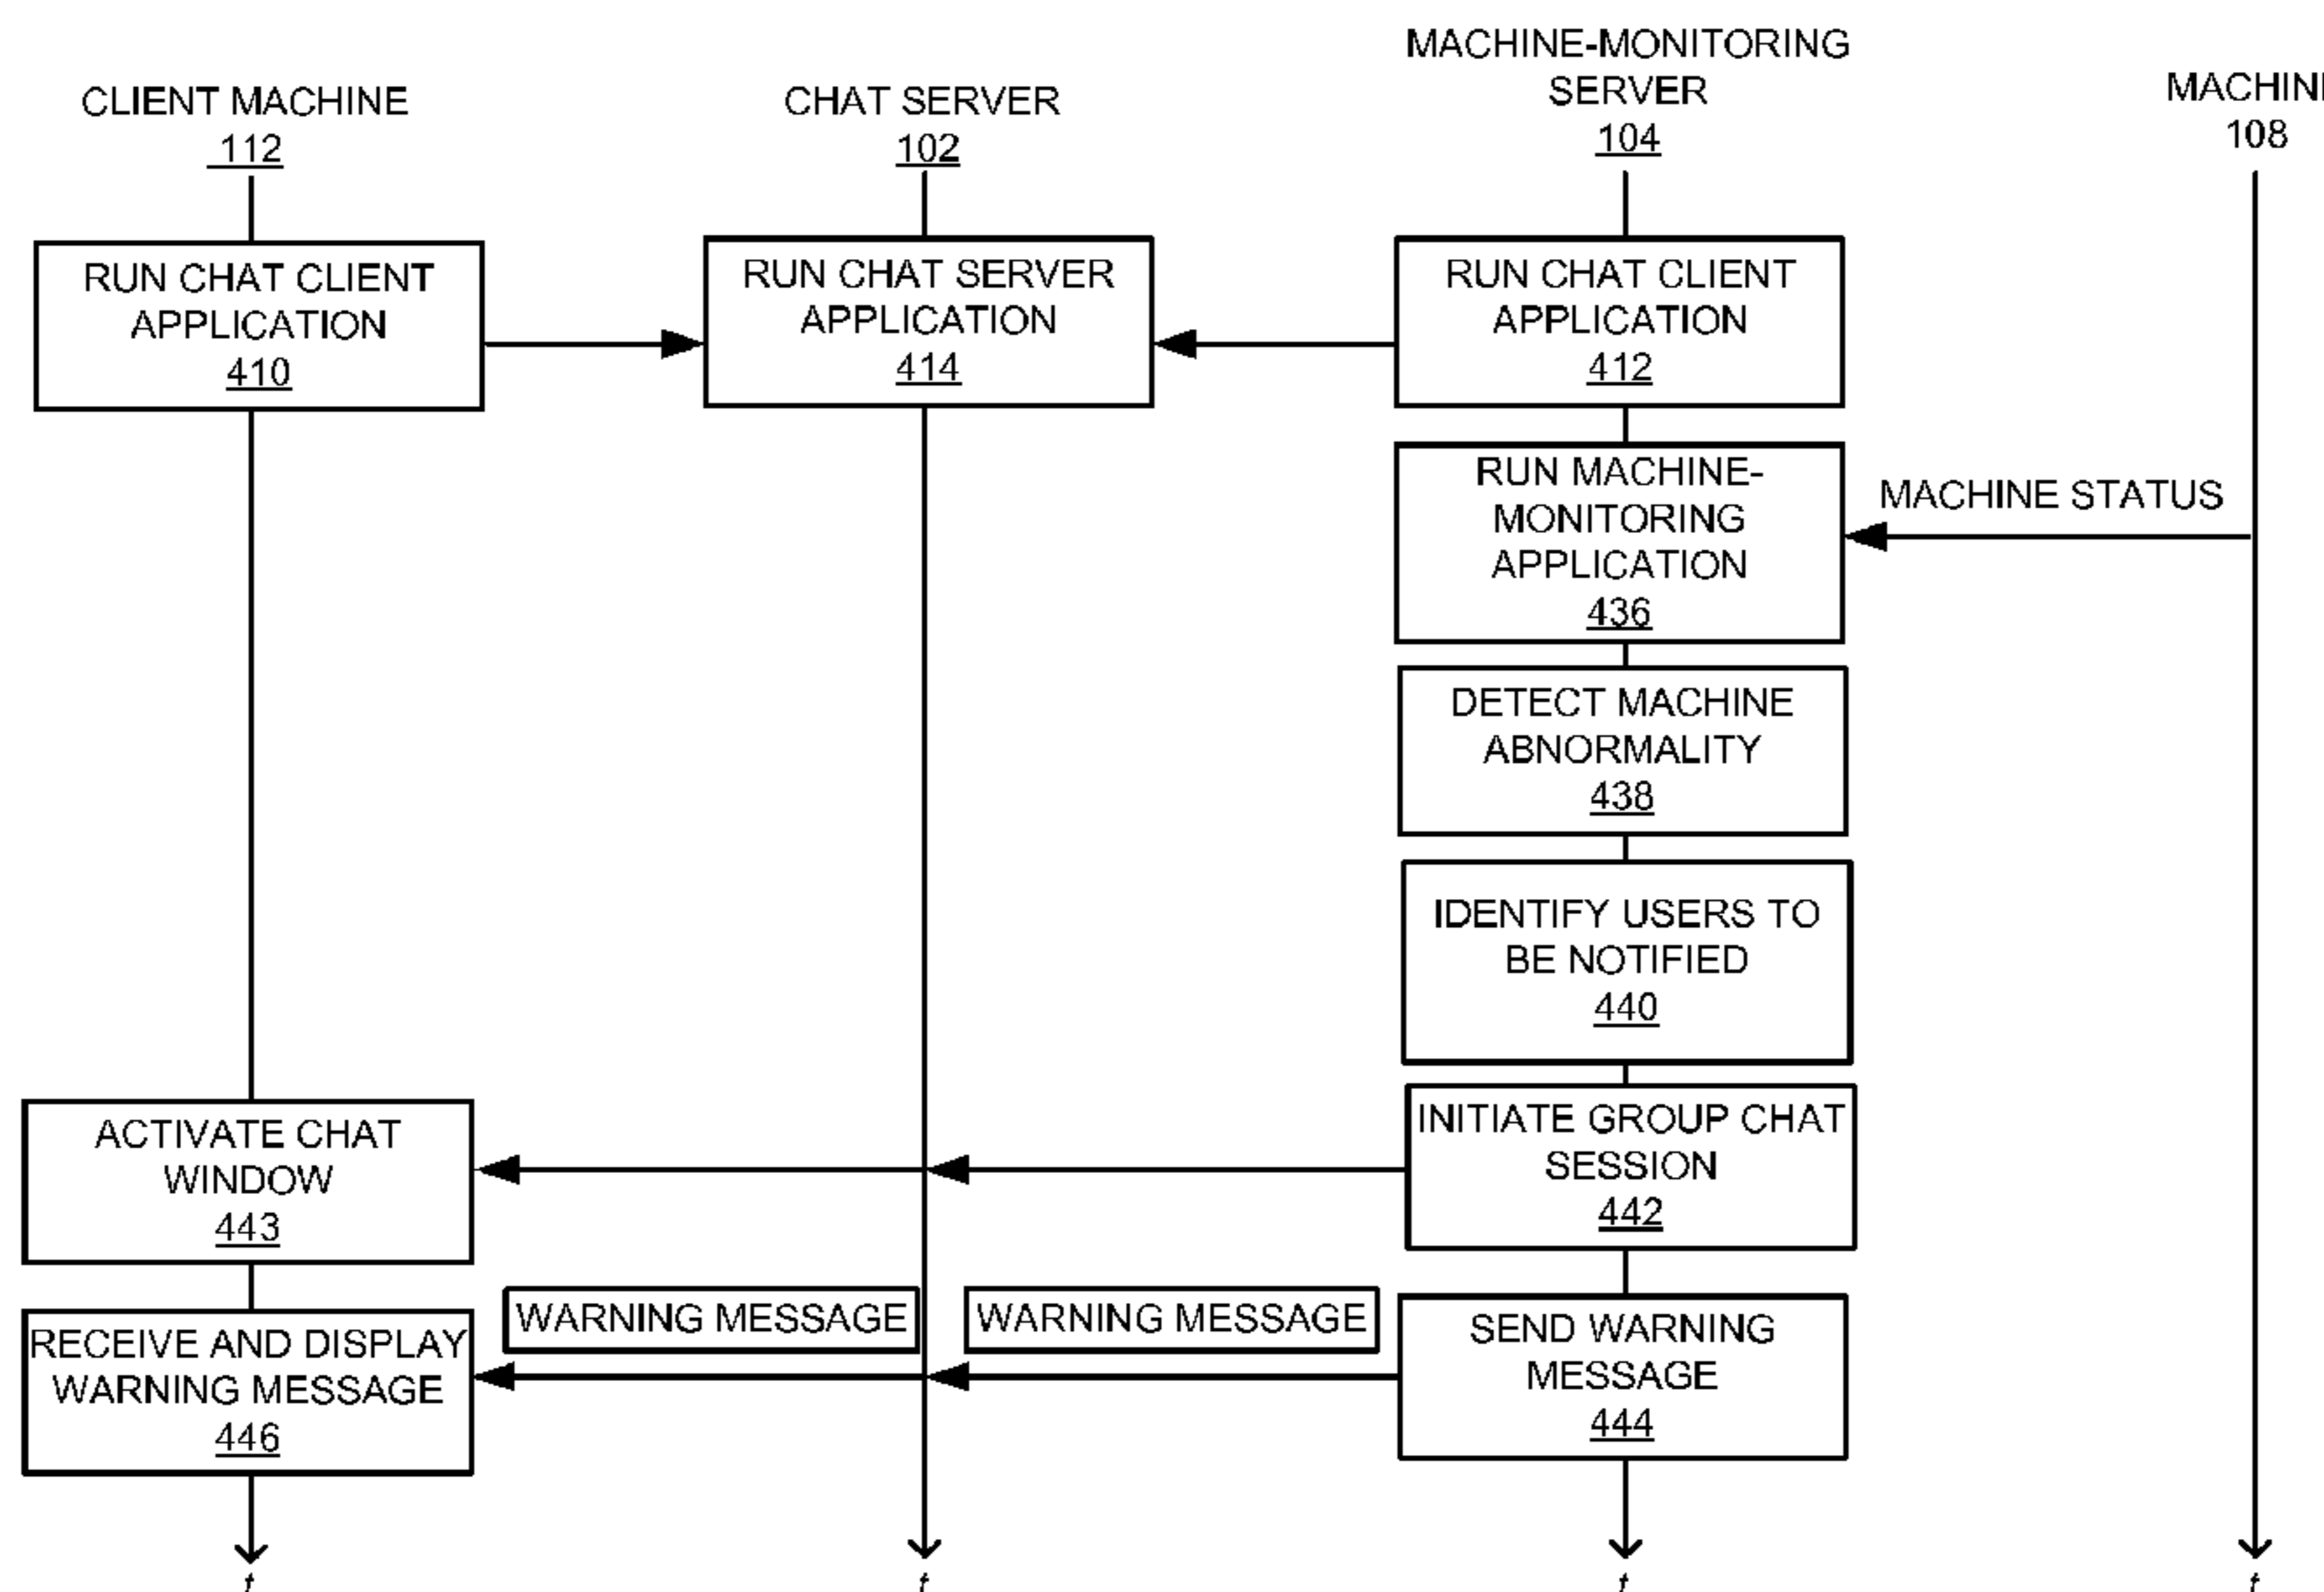 CLIENT MACHINE
112
CHAT SERVER
102
MACHINE-MONITORING
SERVER
104
108
RUN CHAT CLIENT
APPLICATION
410
RUN CHAT SERVER
APPLICATION
414
RUN CHAT CLIENT
APPLICATION
412
RUN MACHINE-
MONITORING
APPLICATION
436
MACHINE STATUS
DETECT MACHINE
ABNORMALITY
438
IDENTIFY USERS TO
BE NOTIFIED
440
ACTIVATE CHAT
WINDOW
443
INITIATE GROUP CHAT
SESSION
442
RECEIVE AND DISPLAY
WARNING MESSAGE
446
WARNING MESSAGE
WARNING MESSAGE
SEND WARNING
MESSAGE
444
t
t
t
t